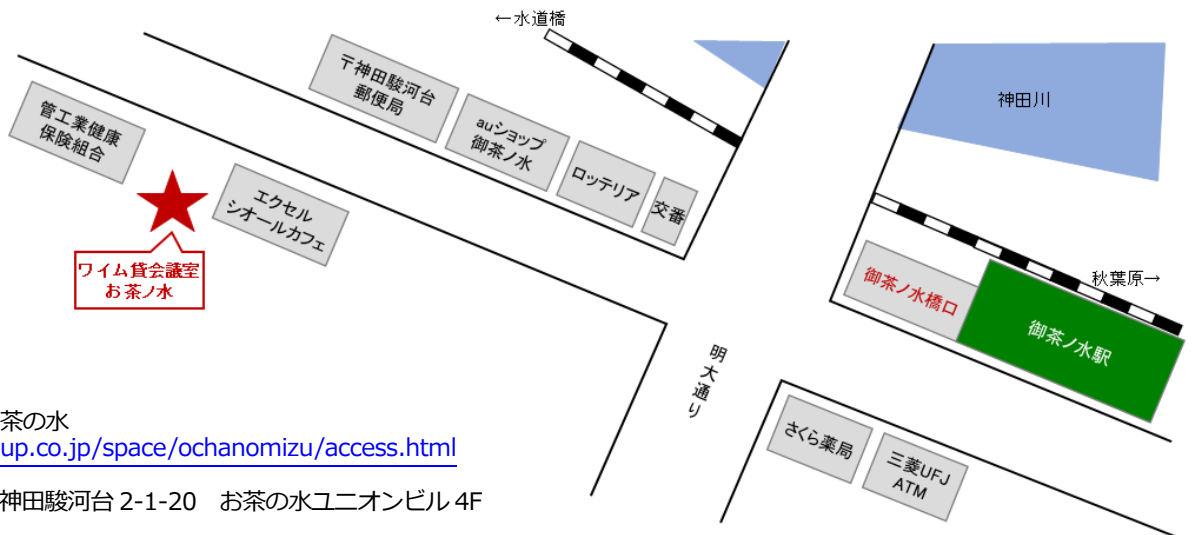 ←水道橋
〒神田駿河台
郵便局
auショップ
御茶ノ水
ロッテリア
交番
管工業健康
保険組合
エクセル
シオールカフェ
ワイム貸会議室
お茶ノ水
神田川
秋葉原→
御茶ノ水橋口
御茶ノ水駅
明大通り
さくら薬局
三菱UFJ
ATM
茶の水
up.co.jp/space/ochanomizu/access.html
神田駿河台 2-1-20　お茶の水ユニオンビル 4F